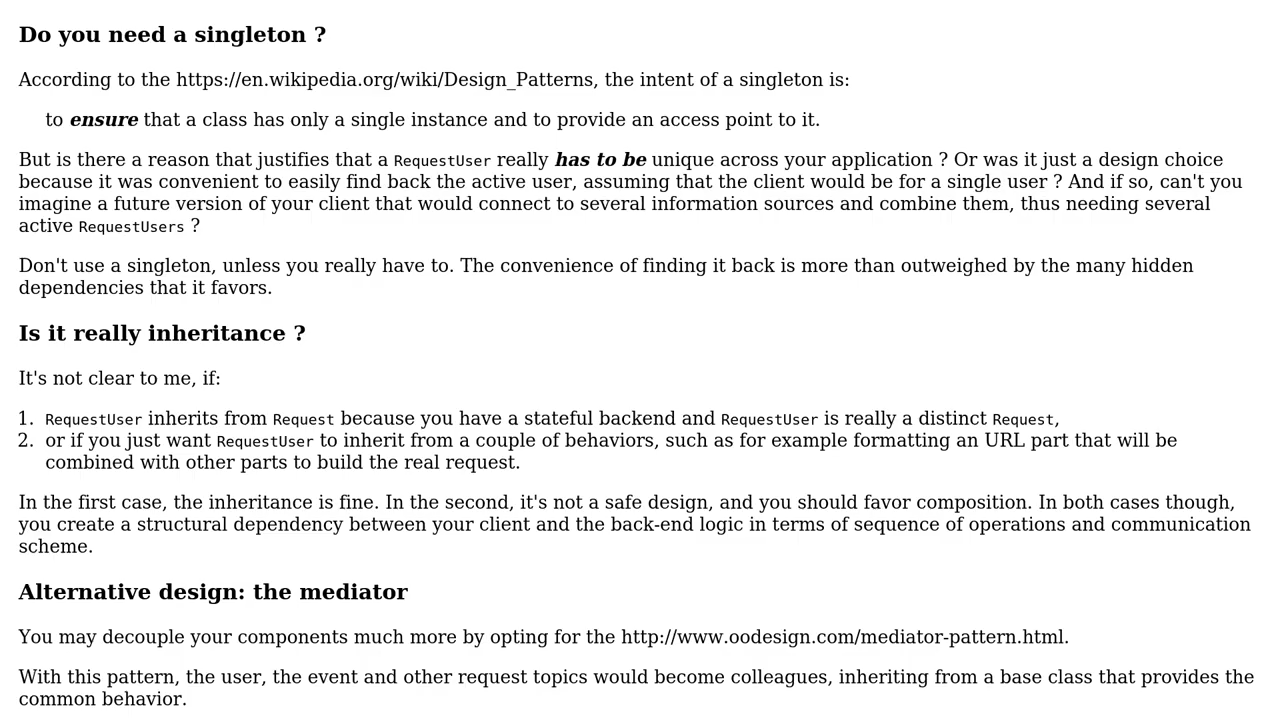 Do you need a singleton ?
According to the https://en.wikipedia.org/wiki/Design_Patterns, the intent of a singleton is:
to ensure that a class has only a single instance and to provide an access point to it.
But is there a reason that justifies that a RequestUser really has to be unique across your application ? Or was it just a design choice
because it was convenient to easily find back the active user, assuming that the client would be for a single user ? And if so, can't you
imagine a future version of your client that would connect to several information sources and combine them, thus needing several
active RequestUsers ?
Don't use a singleton, unless you really have to. The convenience of finding it back is more than outweighed by the many hidden
dependencies that it favors.
Is it really inheritance ?
It's not clear to me, if:
1. RequestUser inherits from Request because you have a stateful backend and RequestUser is really a distinct Request,
2. or if you just want RequestUser to inherit from a couple of behaviors, such as for example formatting an URL part that will be
combined with other parts to build the real request.
In the first case, the inheritance is fine. In the second, it's not a safe design, and you should favor composition. In both cases though,
you create a structural dependency between your client and the back-end logic in terms of sequence of operations and communication
scheme.
Alternative design: the mediator
You may decouple your components much more by opting for the http://www.oodesign.com/mediator-pattern.html.
With this pattern, the user, the event and other request topics would become colleagues, inheriting from a base class that provides the
common behavior.